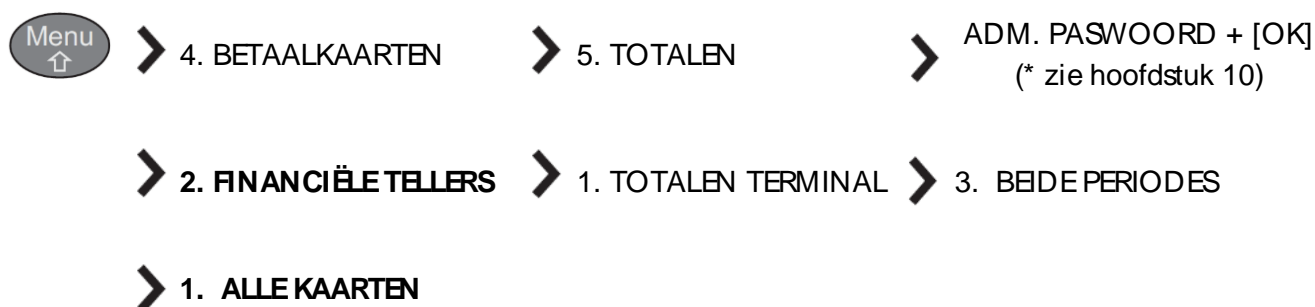 Menu
4. BETAALKAARTEN
5. TOTALEN
ADM. PASWOORD + [OK]
(* zie hoofdstuk 10)
2. FINANCIËLE TELLERS
1. TOTALEN TERMINAL
3. BEIDE PERIODES
1. ALLE KAARTEN